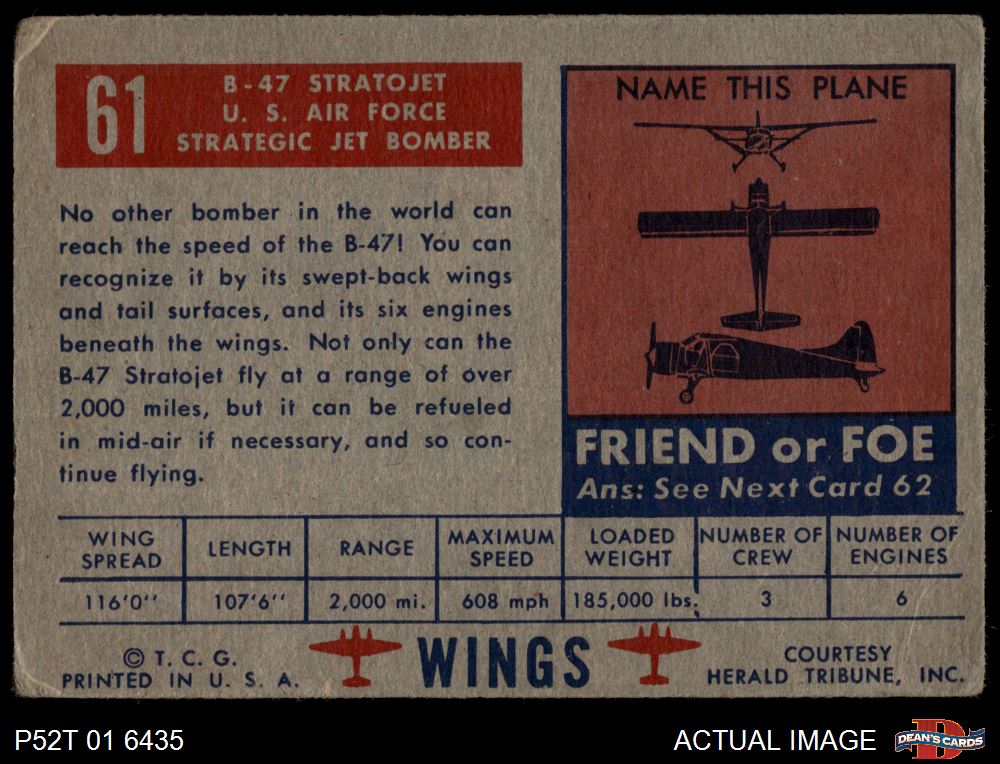 61
B-47 STRATOJET
U. S. AIR FORCE
STRATEGIC JET BOMBER
No other bomber in the world can
reach the speed of the B-47! You can
recognize it by its swept-back wings
and tail surfaces, and its six engines
beneath the wings. Not only can the
B-47 Stratojet fly at a range of over
2,000 miles, but it can be refueled
in mid-air if necessary, and so con-
tinue flying.
NAME THIS PLANE
FRIEND or FOE
Ans: See Next Card 62
WING SPREAD LENGTH RANGE MAXIMUM SPEED LOADED WEIGHT NUMBER OF CREW NUMBER OF ENGINES
116'0" 107'6" 2,000 mi. 608 mph 185,000 lbs. 3 6
© T. C. G.
PRINTED IN U. S. A.
WINGS
COURTESY
HERALD TRIBUNE, INC.
P52T 01 6435
ACTUAL IMAGE
DEAN'S CARDS